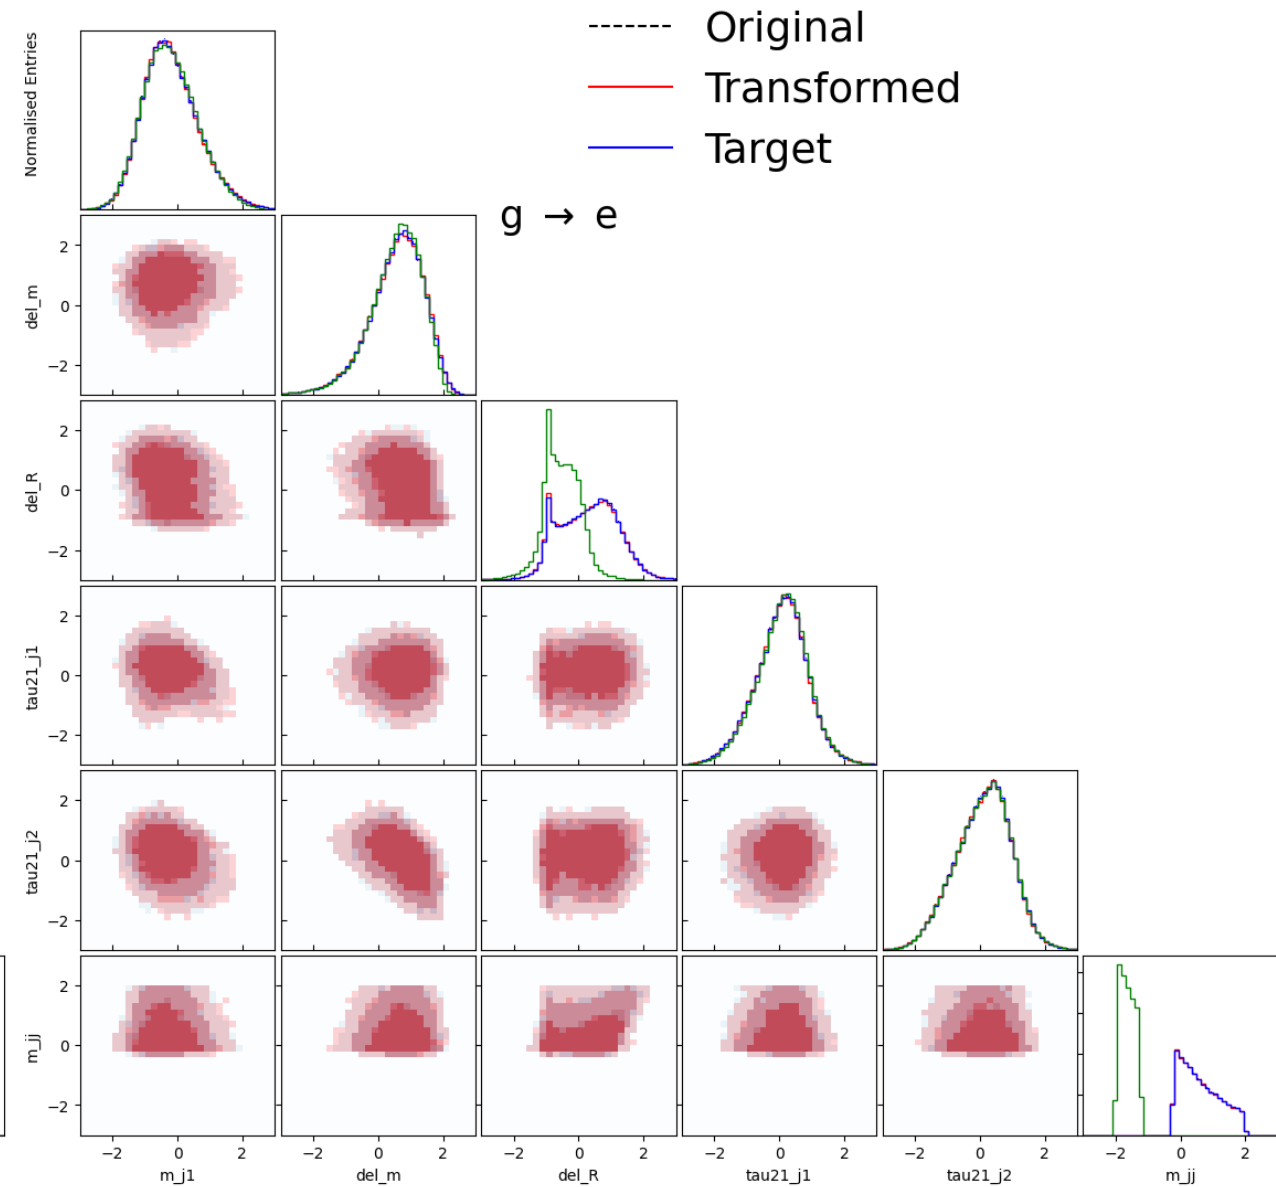 Original
Transformed
Target
g → e
Normalised Entries
2
0
−2
del_m
2
0
−2
del_R
2
0
−2
tau21_j1
2
0
−2
tau21_j2
2
0
−2
m_jj
−2 0 2
−2 0 2
−2 0 2
−2 0 2
−2 0 2
−2 0 2
m_j1
del_m
del_R
tau21_j1
tau21_j2
m_jj